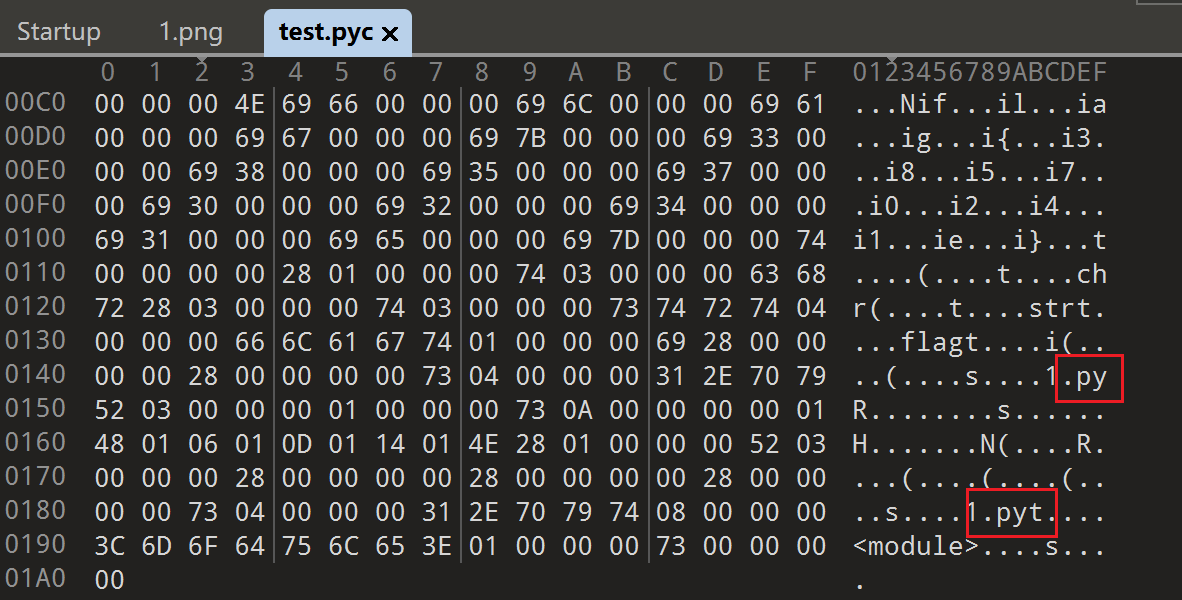 Startup 1.png test.pyc ×
0 1 2 3 4 5 6 7 8 9 A B C D E F 0123456789ABCDEF
00C0 00 00 00 4E 69 66 00 00 00 69 6C 00 00 00 69 61 ...Nif...il...ia
00D0 00 00 00 69 67 00 00 00 69 7B 00 00 00 69 33 00 ...ig...i{...i3.
00E0 00 00 69 38 00 00 00 69 35 00 00 00 69 37 00 00 ..i8...i5...i7..
00F0 00 69 30 00 00 00 69 32 00 00 00 69 34 00 00 00 .i0...i2...i4...
0100 69 31 00 00 00 69 65 00 00 00 69 7D 00 00 00 74 i1...ie...i}...t
0110 00 00 00 00 28 01 00 00 00 74 03 00 00 00 63 68 ....(....t....ch
0120 72 28 03 00 00 00 74 03 00 00 00 73 74 72 74 04 r(....t....strt.
0130 00 00 00 66 6C 61 67 74 01 00 00 00 69 28 00 00 ...flagt....i(..
0140 00 00 28 00 00 00 00 73 04 00 00 00 31 2E 70 79 ..(....s....1.py
0150 52 03 00 00 00 01 00 00 00 73 0A 00 00 00 00 01 R........s......
0160 48 01 06 01 0D 01 14 01 4E 28 01 00 00 00 52 03 H.......N(....R.
0170 00 00 00 28 00 00 00 00 28 00 00 00 00 28 00 00 ...(....(....(..
0180 00 00 73 04 00 00 00 31 2E 70 79 74 08 00 00 00 ..s....1.pyt....
0190 3C 6D 6F 64 75 6C 65 3E 01 00 00 00 73 00 00 00 <module>....s...
01A0 00 .